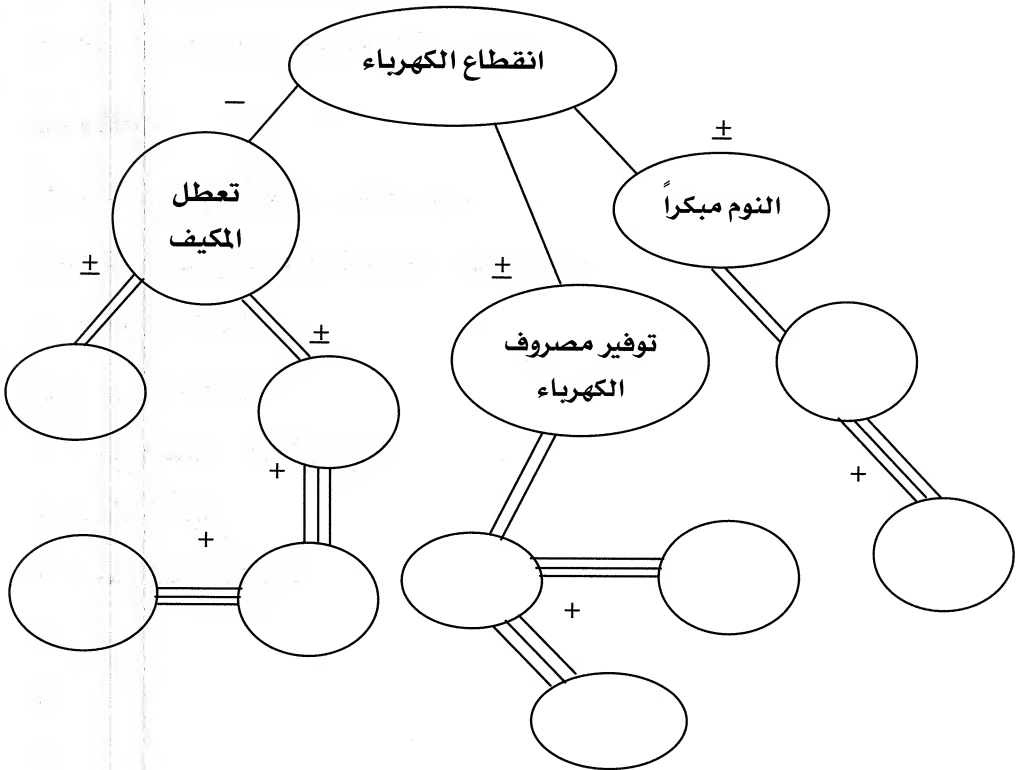 انقطاع الكهرباء
−
±
النوم مبكراً
تعطل
المكيف
±
±
توفير مصروف
الكهرباء
±
+
+
+
+